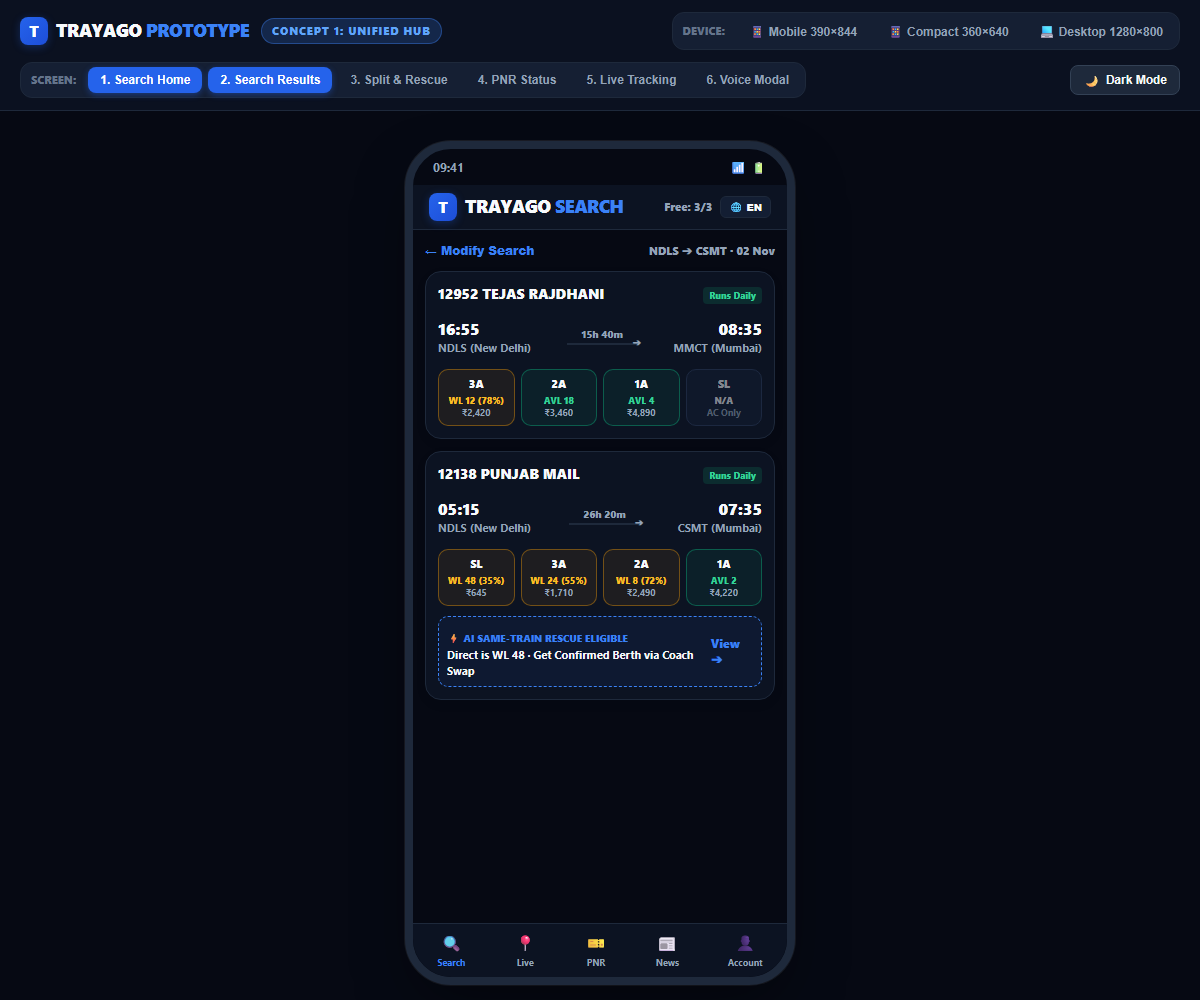 T TRAYAGO PROTOTYPE CONCEPT 1: UNIFIED HUB
DEVICE: Mobile 390×844 Compact 360×640 Desktop 1280×800
SCREEN: 1. Search Home 2. Search Results 3. Split & Rescue 4. PNR Status 5. Live Tracking 6. Voice Modal
Dark Mode
09:41
T TRAYAGO SEARCH Free: 3/3 EN
← Modify Search NDLS → CSMT · 02 Nov
12952 TEJAS RAJDHANI Runs Daily
16:55 15h 40m 08:35
NDLS (New Delhi) → MMCT (Mumbai)
3A 2A 1A SL
WL 12 (78%) AVL 18 AVL 4 N/A
₹2,420 ₹3,460 ₹4,890 AC Only
12138 PUNJAB MAIL Runs Daily
05:15 26h 20m 07:35
NDLS (New Delhi) → CSMT (Mumbai)
SL 3A 2A 1A
WL 48 (35%) WL 24 (55%) WL 8 (72%) AVL 2
₹645 ₹1,710 ₹2,490 ₹4,220
⚡ AI SAME-TRAIN RESCUE ELIGIBLE
Direct is WL 48 · Get Confirmed Berth via Coach
Swap
View
→
Search Live PNR News Account